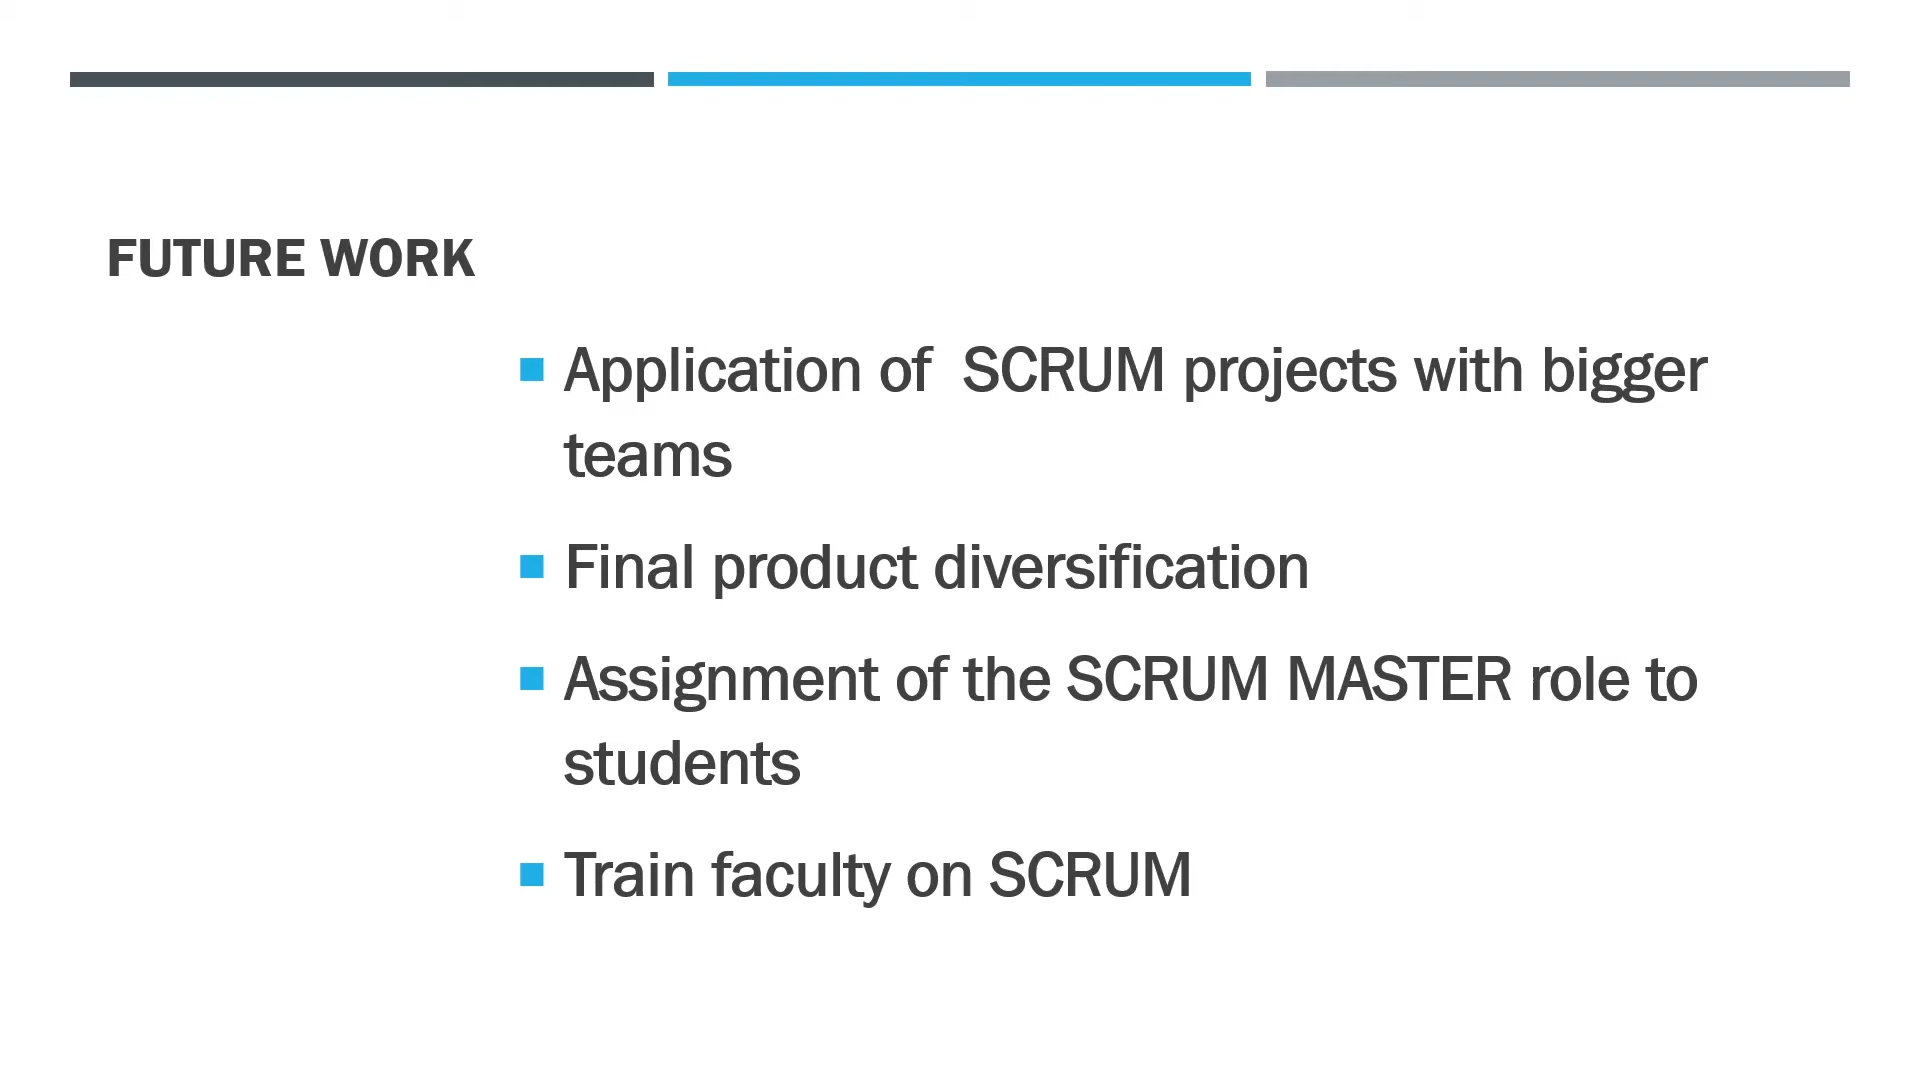 FUTURE WORK
Application of  SCRUM projects with bigger
teams
Final product diversification
Assignment of the SCRUM MASTER role to
students
Train faculty on SCRUM